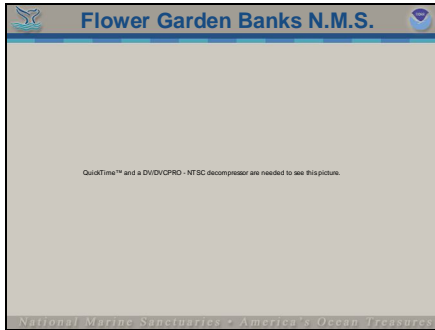 Flower Garden Banks N.M.S.
QuickTime™ and a DV/DVCPRO - NTSC decompressor are needed to see this picture.
National Marine Sanctuaries • America's Ocean Treasures